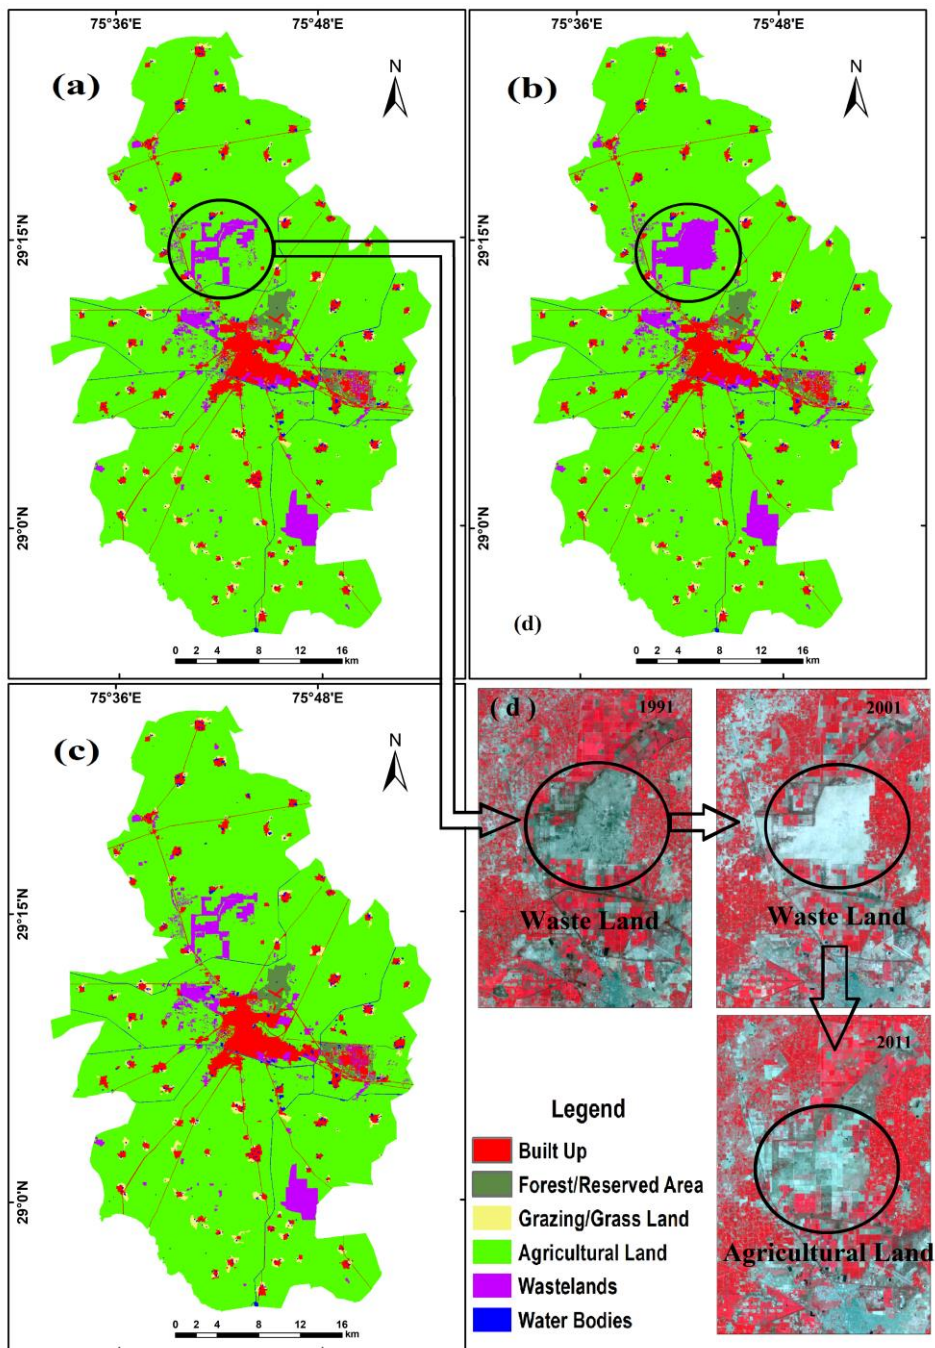 75°36'E 75°48'E
(a)
N
29°15'N
29°0'N
0 2 4 8 12 16
km
75°36'E 75°48'E
(b)
N
29°15'N
29°0'N
(d)
0 2 4 8 12 16
km
75°36'E 75°48'E
(c)
N
29°15'N
29°0'N
0 2 4 8 12 16
km
(d) 1991
Waste Land
2001
Waste Land
2011
Agricultural Land
Legend
Built Up
Forest/Reserved Area
Grazing/Grass Land
Agricultural Land
Wastelands
Water Bodies